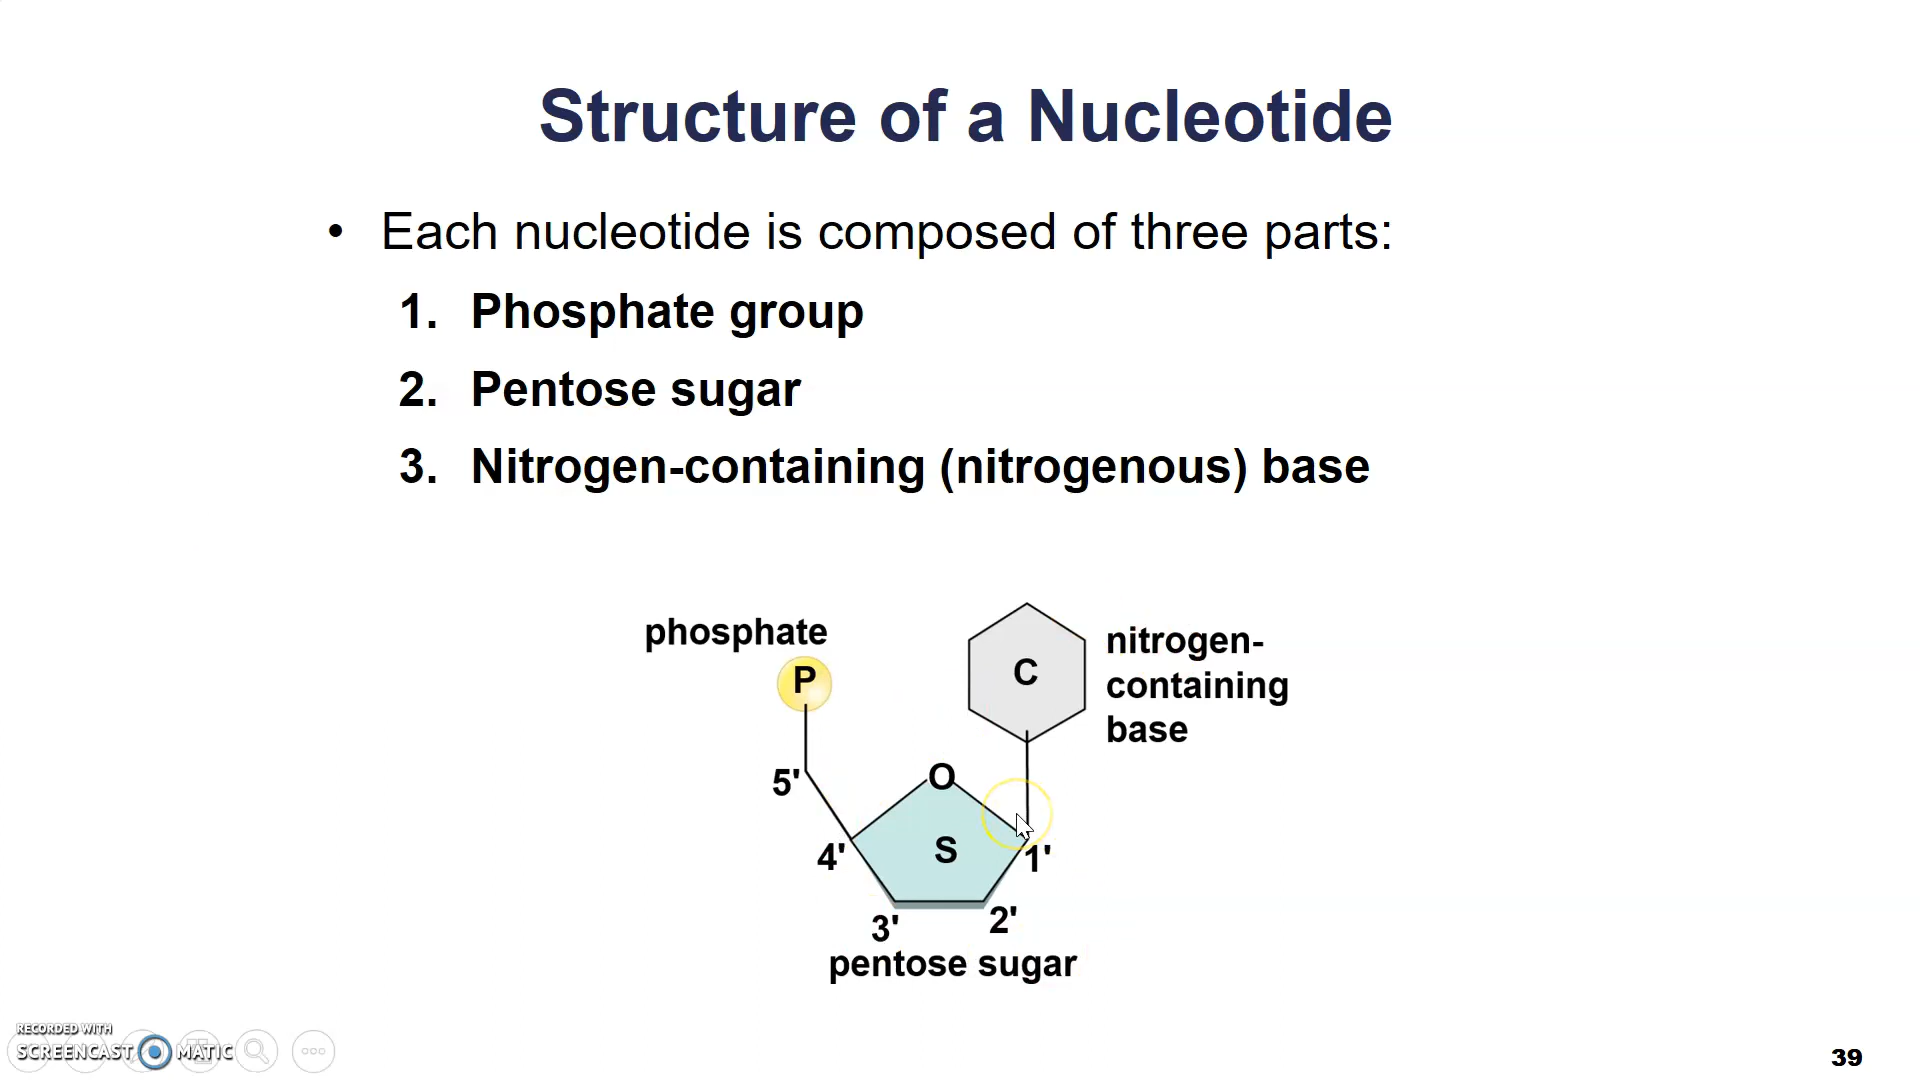 Structure of a Nucleotide
• Each nucleotide is composed of three parts:
1. Phosphate group
2. Pentose sugar
3. Nitrogen-containing (nitrogenous) base
phosphate
P
C
nitrogen-
containing
base
5'
O
S
4'
1'
3'
2'
pentose sugar
RECORDED WITH
SCREENCAST MATIC
39